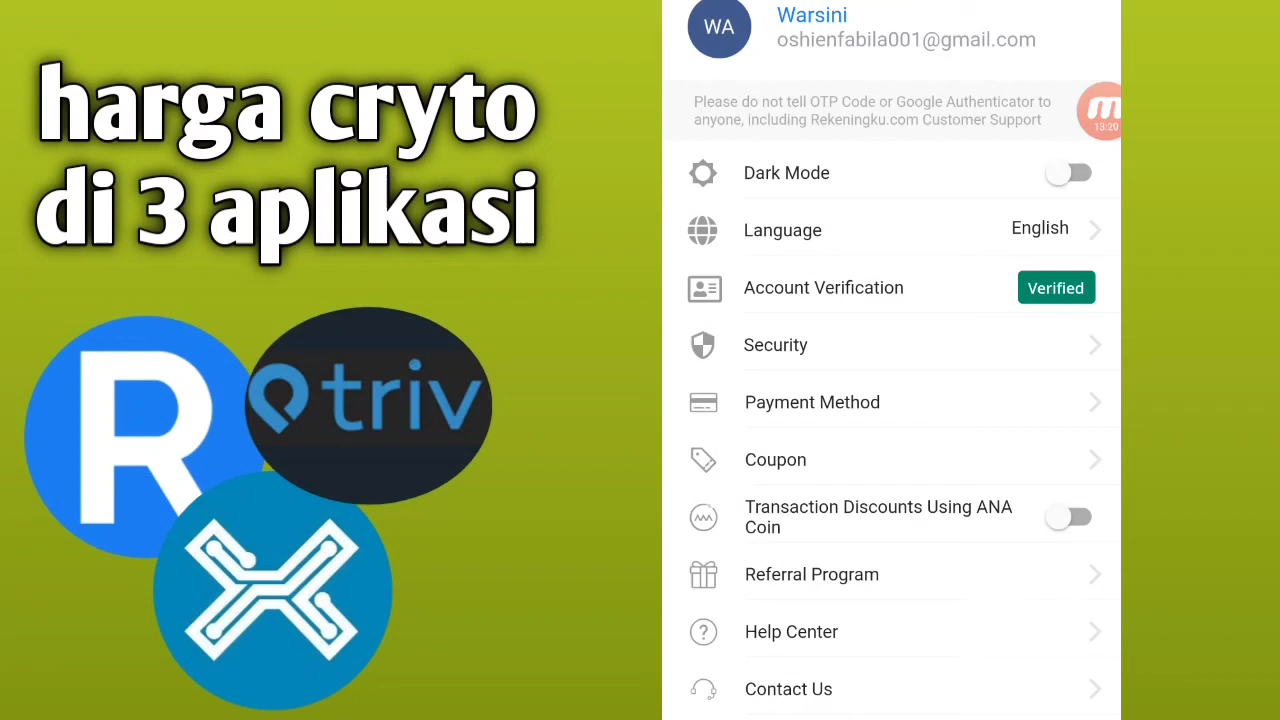 harga cryto
di 3 aplikasi
R
triv
WA
Warsini
oshienfabila001@gmail.com
Please do not tell OTP Code or Google Authenticator to
anyone, including Rekeningku.com Customer Support
13:20
Dark Mode
Language
English
Account Verification
Verified
Security
Payment Method
Coupon
Transaction Discounts Using ANA
Coin
Referral Program
Help Center
Contact Us